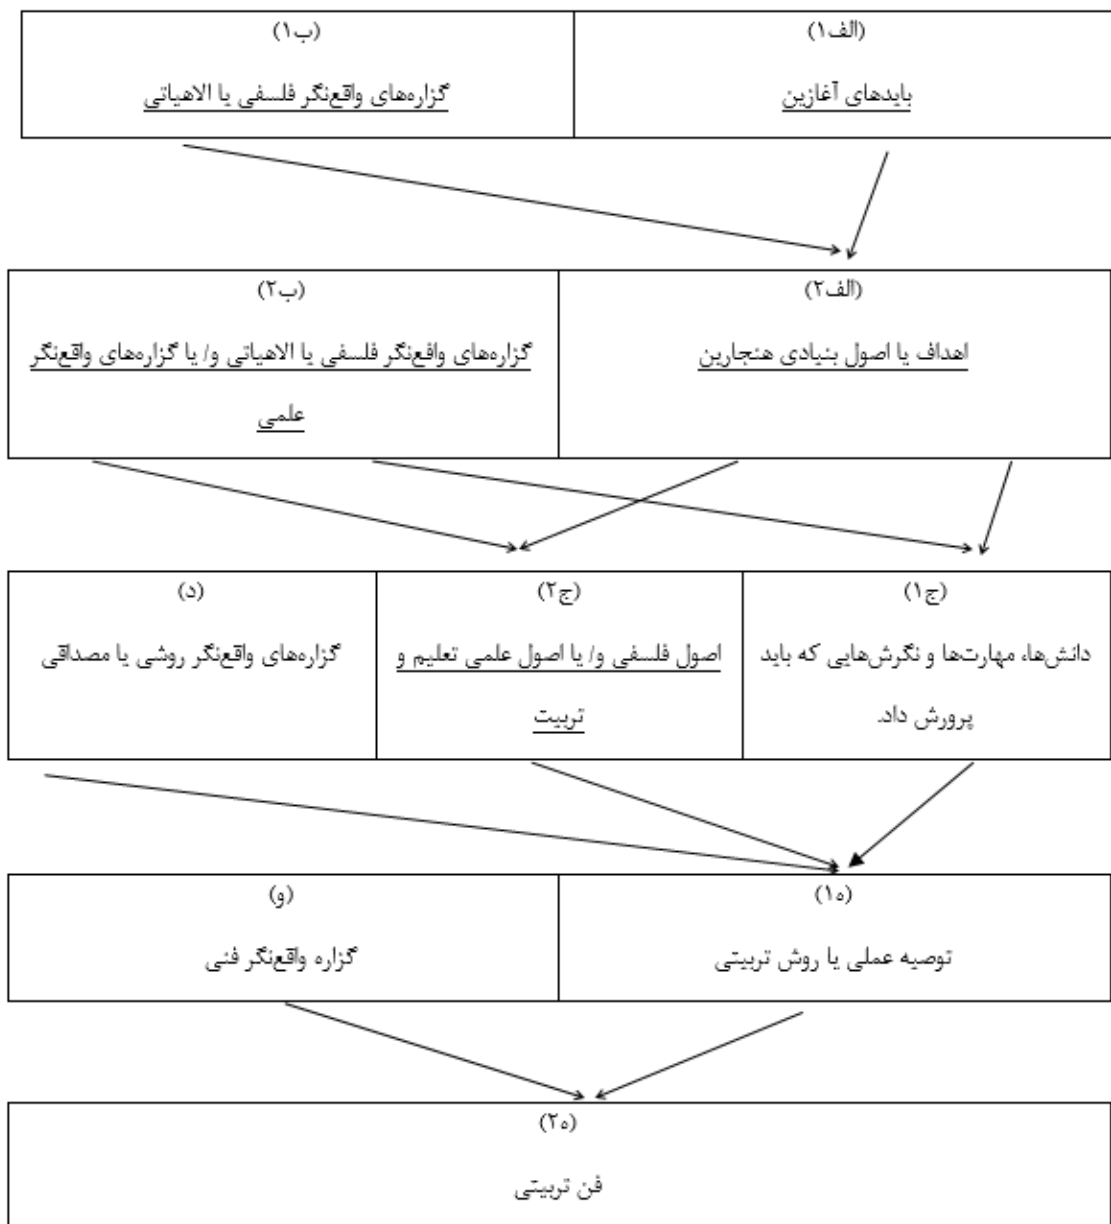 (الف۱)
بایدهای آغازین
(ب۱)
گزاره‌های واقع‌نگر فلسفی یا الاهیاتی
(الف۲)
اهداف یا اصول بنیادی هنجارین
(ب۲)
گزاره‌های واقع‌نگر فلسفی یا الاهیاتی و/ یا گزاره‌های واقع‌نگر
علمی
(ج۱)
دانش‌ها، مهارت‌ها و نگرش‌هایی که باید
پرورش داد.
(ج۲)
اصول فلسفی و/ یا اصول علمی تعلیم و
تربیت
(د)
گزاره‌های واقع‌نگر روشی یا مصداقی
(ه۱)
توصیه عملی یا روش تربیتی
(و)
گزاره واقع‌نگر فنی
(ه۲)
فن تربیتی